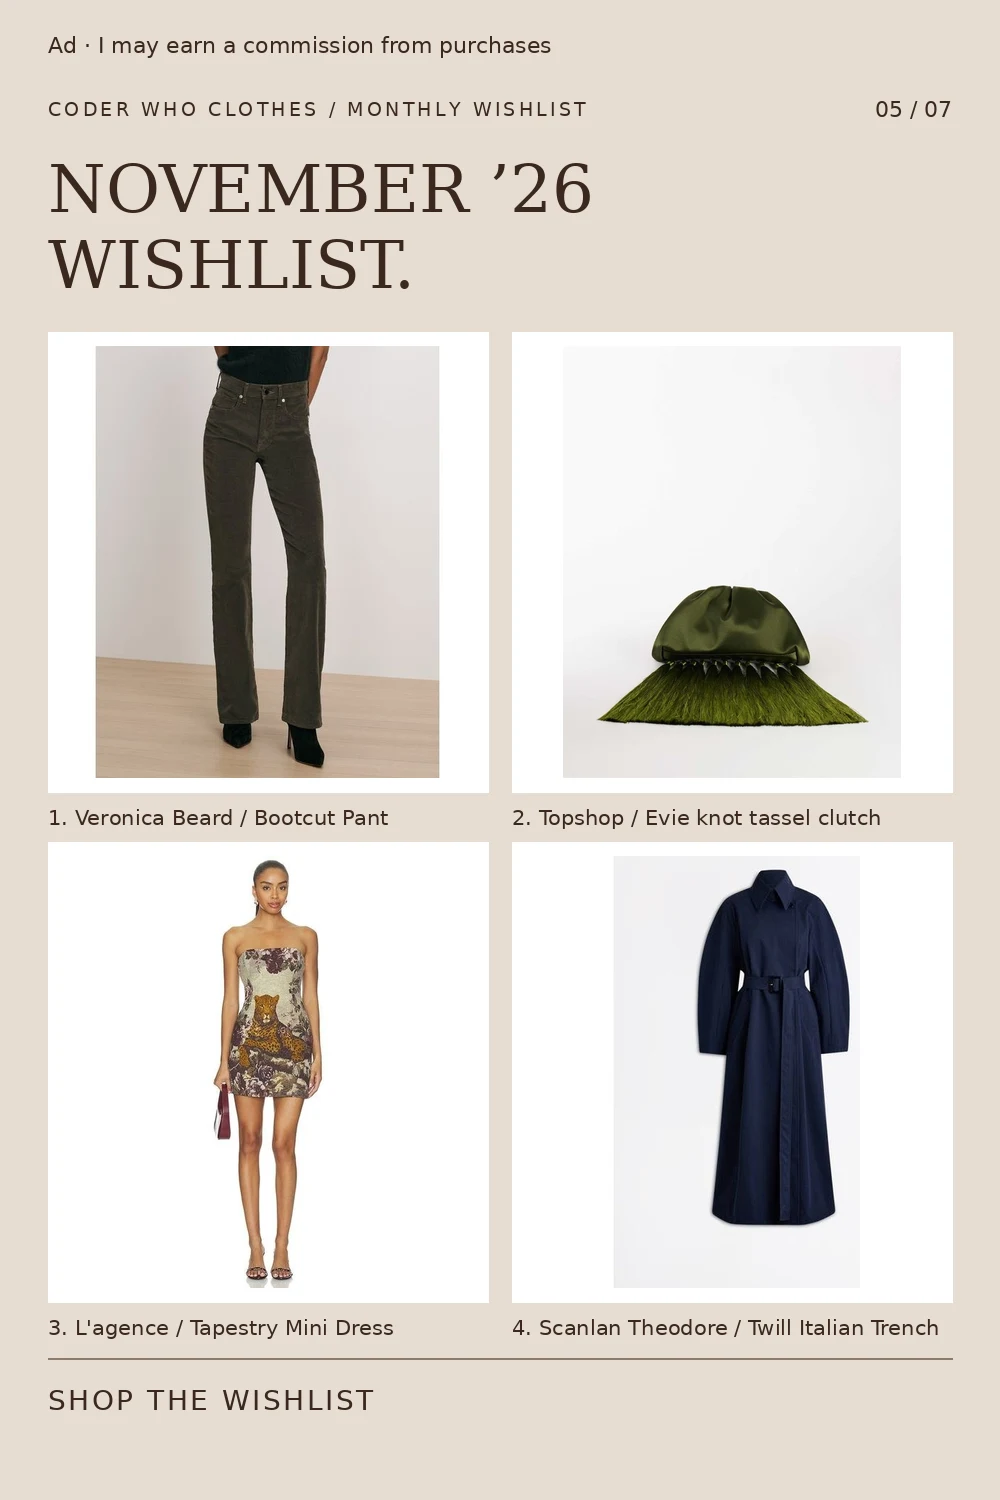 Ad · I may earn a commission from purchases
CODER WHO CLOTHES / MONTHLY WISHLIST
05 / 07
NOVEMBER ’26
WISHLIST.
1. Veronica Beard / Bootcut Pant
2. Topshop / Evie knot tassel clutch
3. L'agence / Tapestry Mini Dress
4. Scanlan Theodore / Twill Italian Trench
SHOP THE WISHLIST